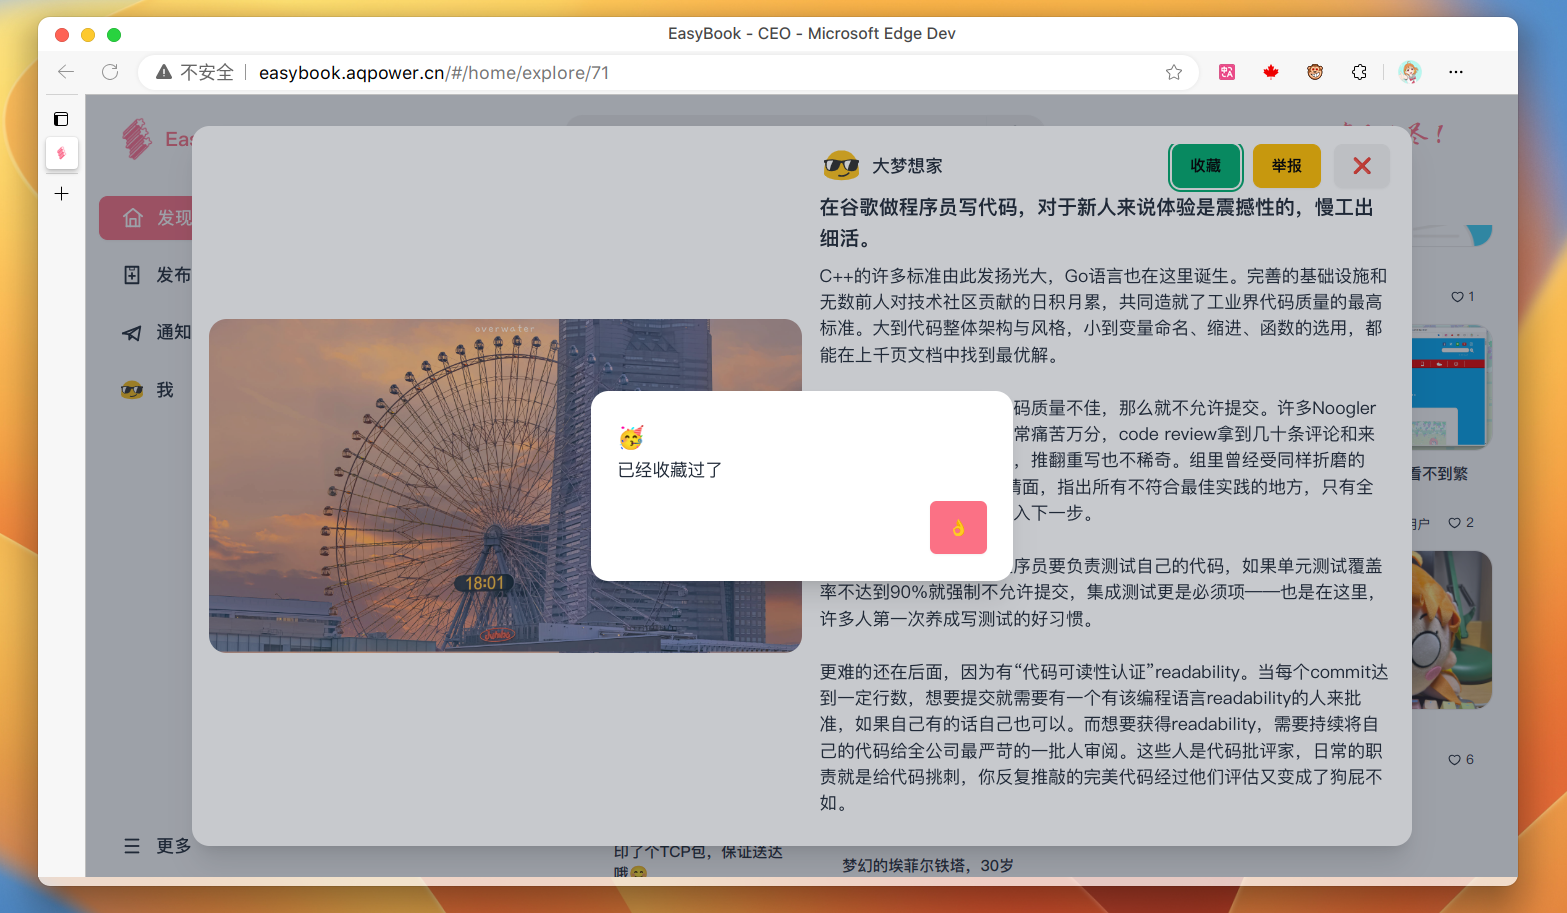 EasyBook - CEO - Microsoft Edge Dev
不安全
easybook.aqpower.cn/#/home/explore/71
Eas
发现
发布
通知
我
更多
overwater
18:01
大梦想家
收藏
举报
在谷歌做程序员写代码，对于新人来说体验是震撼性的，慢工出
细活。
C++的许多标准由此发扬光大，Go语言也在这里诞生。完善的基础设施和
无数前人对技术社区贡献的日积月累，共同造就了工业界代码质量的最高
标准。大到代码整体架构与风格，小到变量命名、缩进、函数的选用，都
能在上千页文档中找到最优解。
码质量不佳，那么就不允许提交。许多Noogler
常痛苦万分，code review拿到几十条评论和来
，推翻重写也不稀奇。组里曾经受同样折磨的
情面，指出所有不符合最佳实践的地方，只有全
入下一步。
序员要负责测试自己的代码，如果单元测试覆盖
率不达到90%就强制不允许提交，集成测试更是必须项——也是在这里，
许多人第一次养成写测试的好习惯。
更难的还在后面，因为有“代码可读性认证”readability。当每个commit达
到一定行数，想要提交就需要有一个有该编程语言readability的人来批
准，如果自己有的话自己也可以。而想要获得readability，需要持续将自
己的代码给全公司最严苛的一批人审阅。这些人是代码批评家，日常的职
责就是给代码挑刺，你反复推敲的完美代码经过他们评估又变成了狗屁不
如。
🥳
已经收藏过了
👌
1
看不到繁
用户
2
6
印了个TCP包，保证送达
哦😊
梦幻的埃菲尔铁塔，30岁